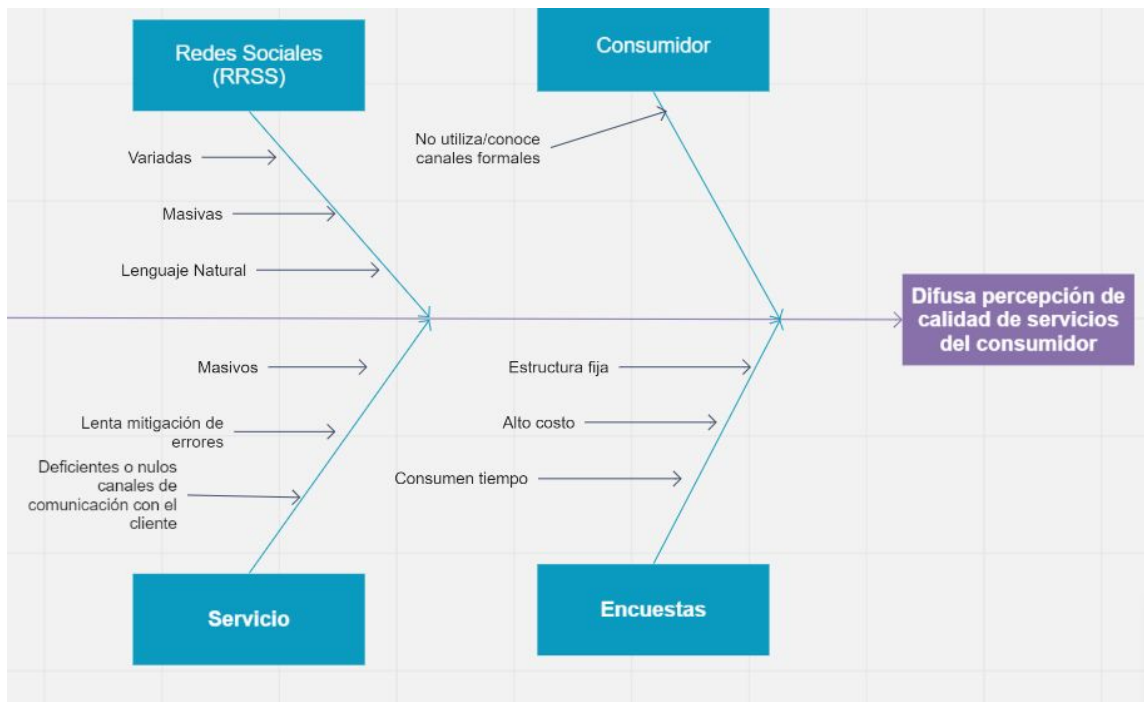 Redes Sociales
(RRSS)
Consumidor
No utiliza/conoce
canales formales
Variadas
Masivas
Lenguaje Natural
Difusa percepción de
calidad de servicios
del consumidor
Masivos
Estructura fija
Lenta mitigación de
errores
Alto costo
Deficientes o nulos
canales de
comunicación con el
cliente
Consumen tiempo
Servicio
Encuestas